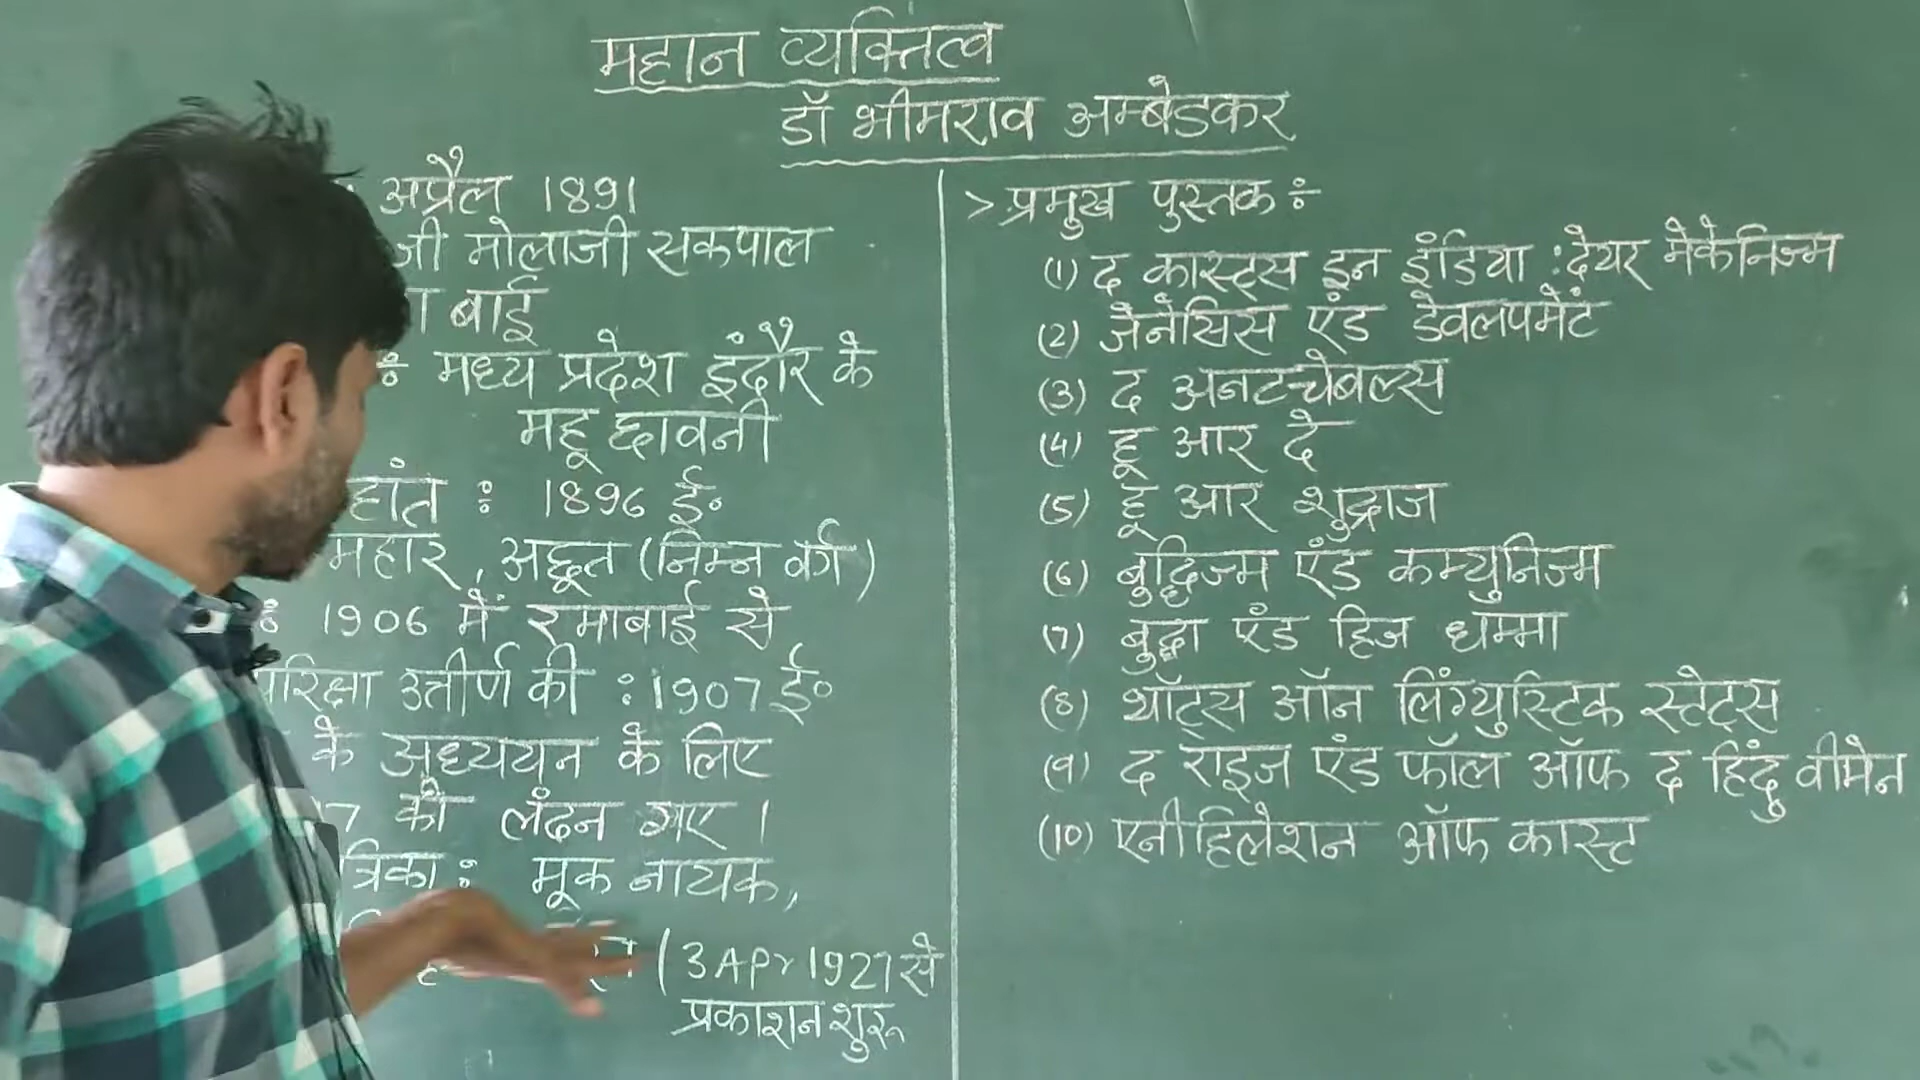 महान व्यक्तित्व
डॉ भीमराव अम्बेडकर
अप्रैल 1891
जी मोलाजी सकपाल
बाई
: मध्य प्रदेश इंदौर के
महू छावनी
हांत : 1896 ई॰
महार, अछूत (निम्न वर्ग)
: 1906 में रमाबाई से
परिक्षा उत्तीर्ण की : 1907 ई॰
के अध्ययन के लिए
7 को लंदन गए।
त्रिका : मूक नायक,
(3 Apr 1927 से
प्रकाशन शुरू
> प्रमुख पुस्तक ÷
(1) द कास्ट्स इन इंडिया : देयर मेकेनिज्म
(2) जेनेसिस एंड डेवलपमेंट
(3) द अनटच्चेबल्स
(4) हू आर दे
(5) हू आर शुद्राज
(6) बुद्धिज्म एंड कम्युनिज्म
(7) बुद्धा एंड हिज धम्मा
(8) थॉट्स ऑन लिंग्युस्टिक स्टेट्स
(9) द राइज एंड फॉल ऑफ द हिंदु वीमेन
(10) एनीहिलेशन ऑफ कास्ट